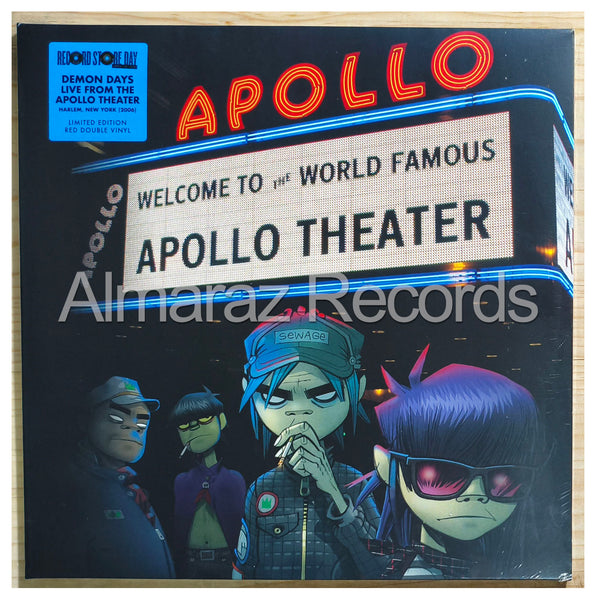 RECORD STORE DAY
DEMON DAYS
LIVE FROM THE
APOLLO THEATER
HARLEM, NEW YORK (2006)
LIMITED EDITION
RED DOUBLE VINYL
APOLLO
WELCOME TO THE WORLD FAMOUS
APOLLO THEATER
APOLLO
Almaraz Records
SEWAGE